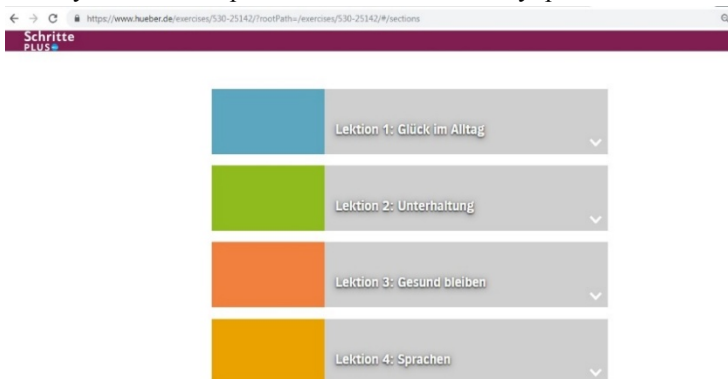 https://www.hueber.de/exercises/530-25142/?rootPath=/exercises/530-25142/#/sections
Schritte
PLUS
Lektion 1: Glück im Alltag
Lektion 2: Unterhaltung
Lektion 3: Gesund bleiben
Lektion 4: Sprachen